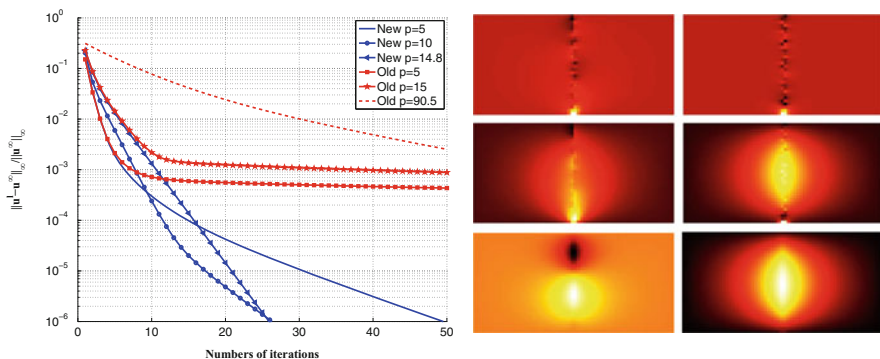 10^0
10^-1
10^-2
10^-3
10^-4
10^-5
10^-6
||u^l-u^∞||_∞/||u^∞||_∞
0 10 20 30 40 50
Numbers of iterations
New p=5
New p=10
New p=14.8
Old p=5
Old p=15
Old p=90.5